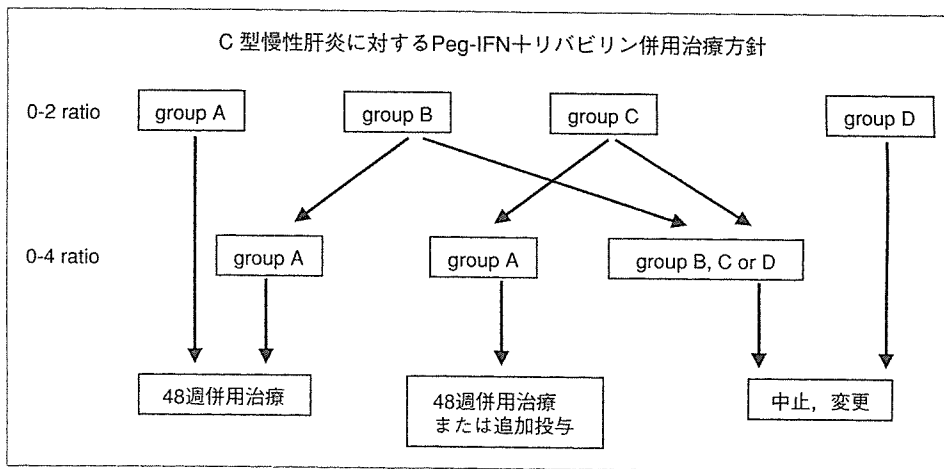 C 型慢性肝炎に対するPeg-IFN＋リバビリン併用治療方針
0-2 ratio
group A
group B
group C
group D
0-4 ratio
group A
group A
group B, C or D
48週併用治療
48週併用治療
または追加投与
中止，変更